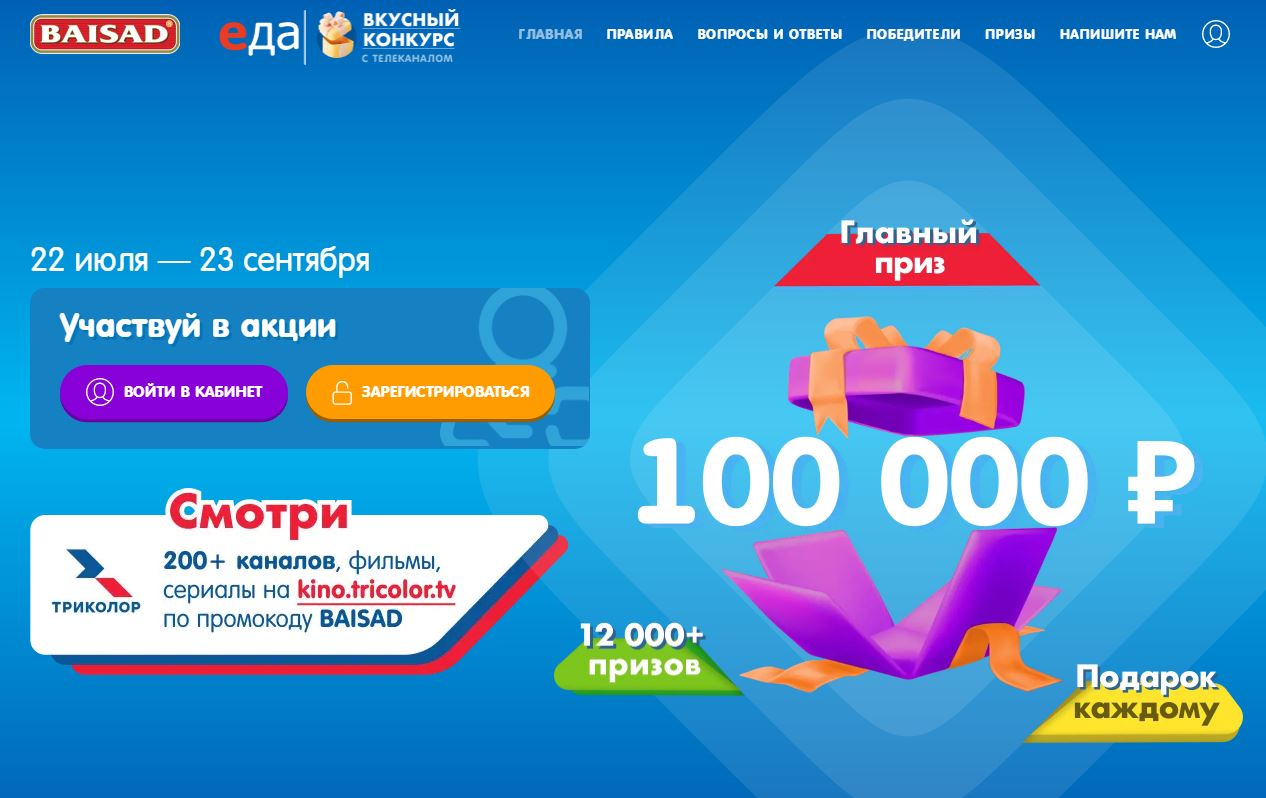 BAISAD®
еда
ВКУСНЫЙ
КОНКУРС
С ТЕЛЕКАНАЛОМ
ГЛАВНАЯ ПРАВИЛА ВОПРОСЫ И ОТВЕТЫ ПОБЕДИТЕЛИ ПРИЗЫ НАПИШИТЕ НАМ
22 июля — 23 сентября
Участвуй в акции
ВОЙТИ В КАБИНЕТ
ЗАРЕГИСТРИРОВАТЬСЯ
Смотри
200+ каналов, фильмы,
сериалы на kino.tricolor.tv
по промокоду BAISAD
ТРИКОЛОР
Главный
приз
100 000 ₽
12 000+
призов
Подарок
каждому